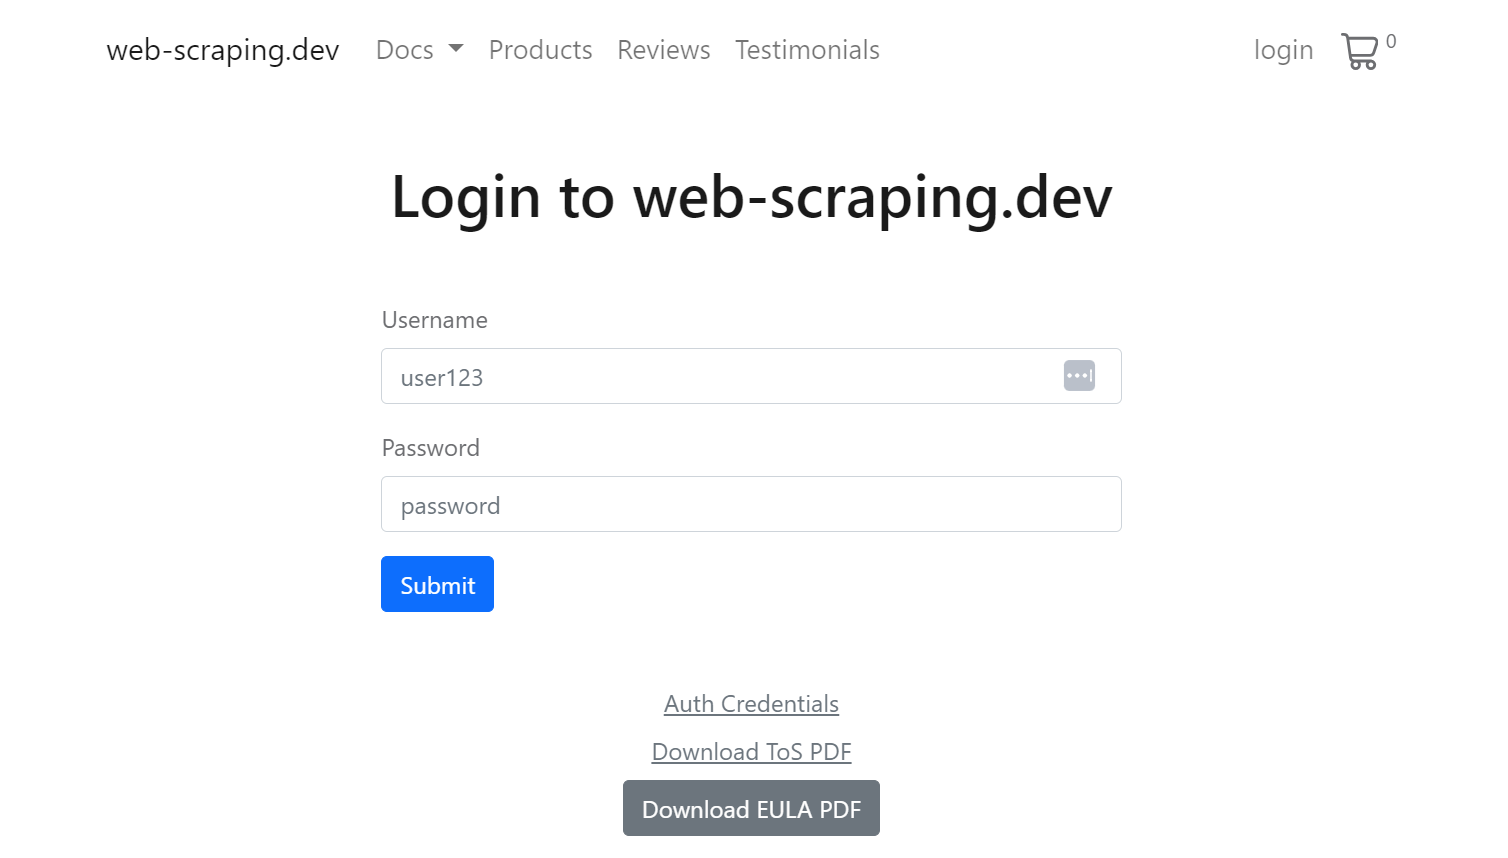 web-scraping.dev Docs Products Reviews Testimonials login 0
Login to web-scraping.dev
Username
user123
Password
password
Submit
Auth Credentials
Download ToS PDF
Download EULA PDF